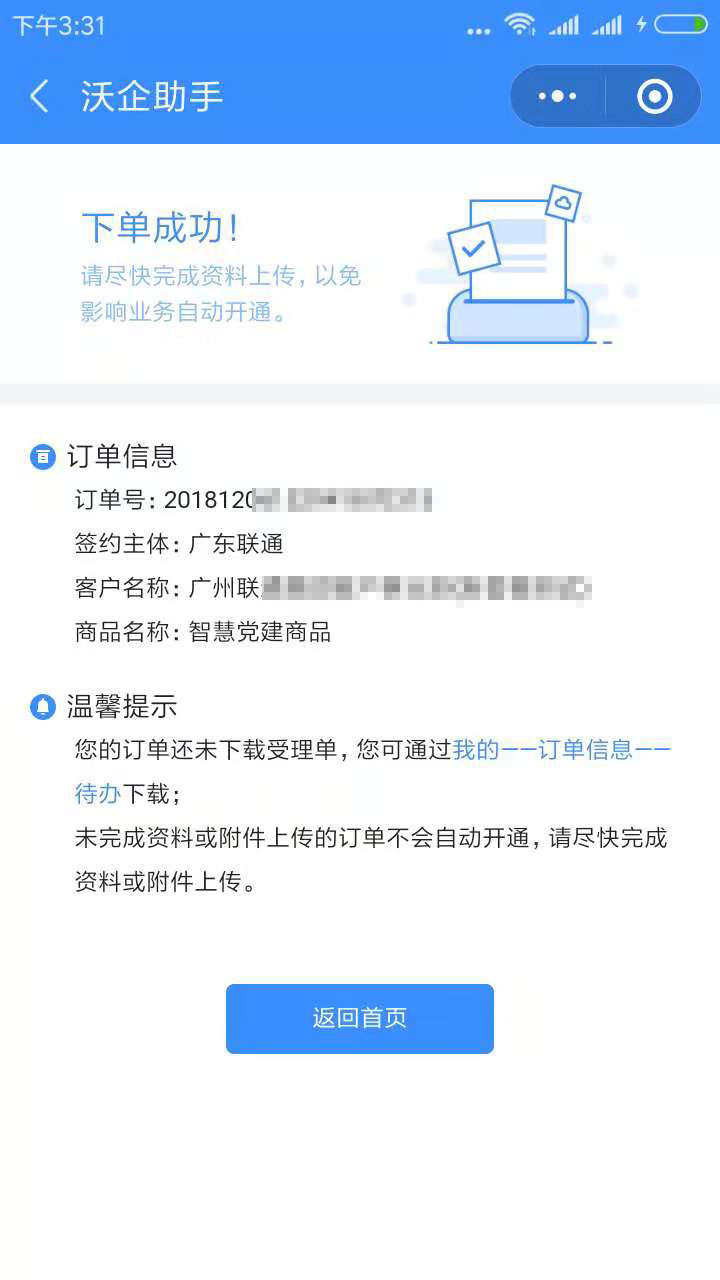 下午3:31
沃企助手
下单成功！
请尽快完成资料上传，以免
影响业务自动开通。
订单信息
订单号：2018120
签约主体：广东联通
客户名称：广州联
商品名称：智慧党建商品
温馨提示
您的订单还未下载受理单，您可通过我的——订单信息——
待办下载；
未完成资料或附件上传的订单不会自动开通，请尽快完成
资料或附件上传。
返回首页